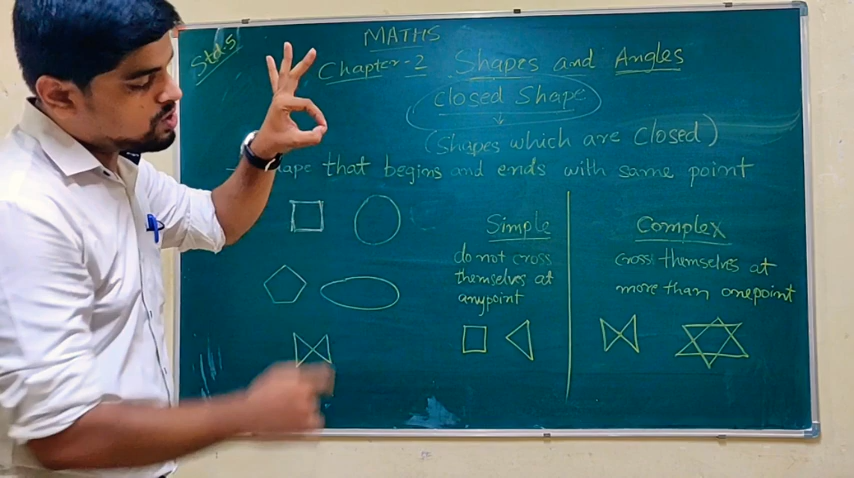 Std.5
MATHS
Chapter-2 Shapes and Angles
Closed Shape
(Shapes which are closed)
that begins and ends with same point
Simple
do not cross
themselves at
anypoint
Complex
cross themselves at
more than onepoint